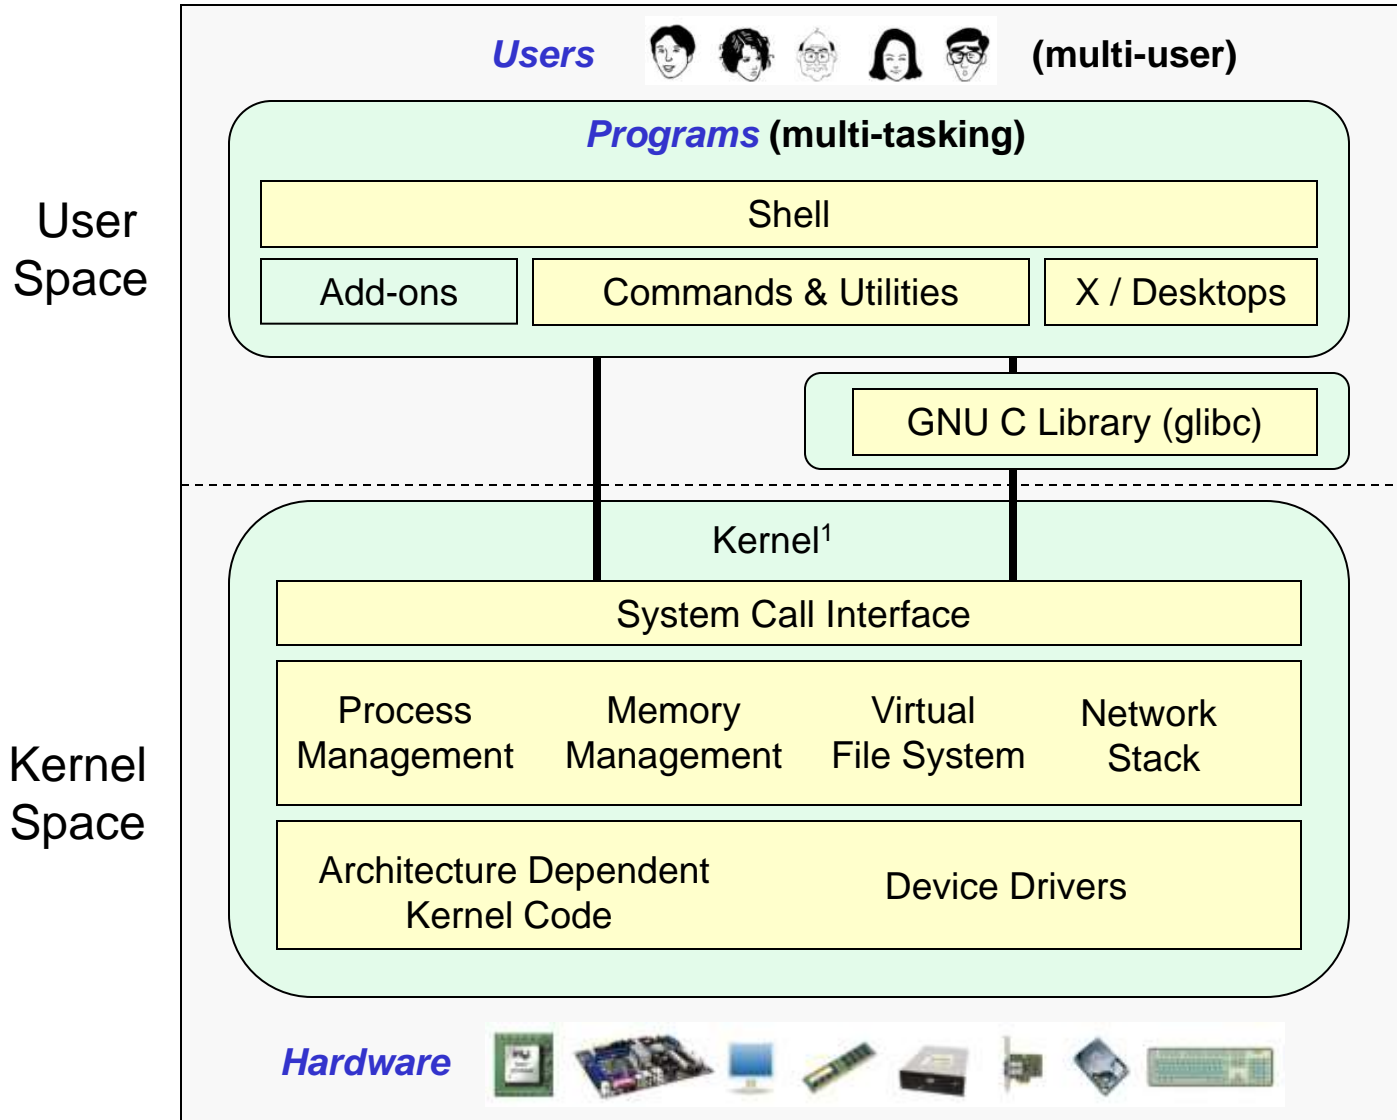 Users (multi-user)
Programs (multi-tasking)
Shell
Add-ons
Commands & Utilities
X / Desktops
User
Space
GNU C Library (glibc)
Kernel¹
System Call Interface
Process
Management
Memory
Management
Virtual
File System
Network
Stack
Kernel
Space
Architecture Dependent
Kernel Code
Device Drivers
Hardware